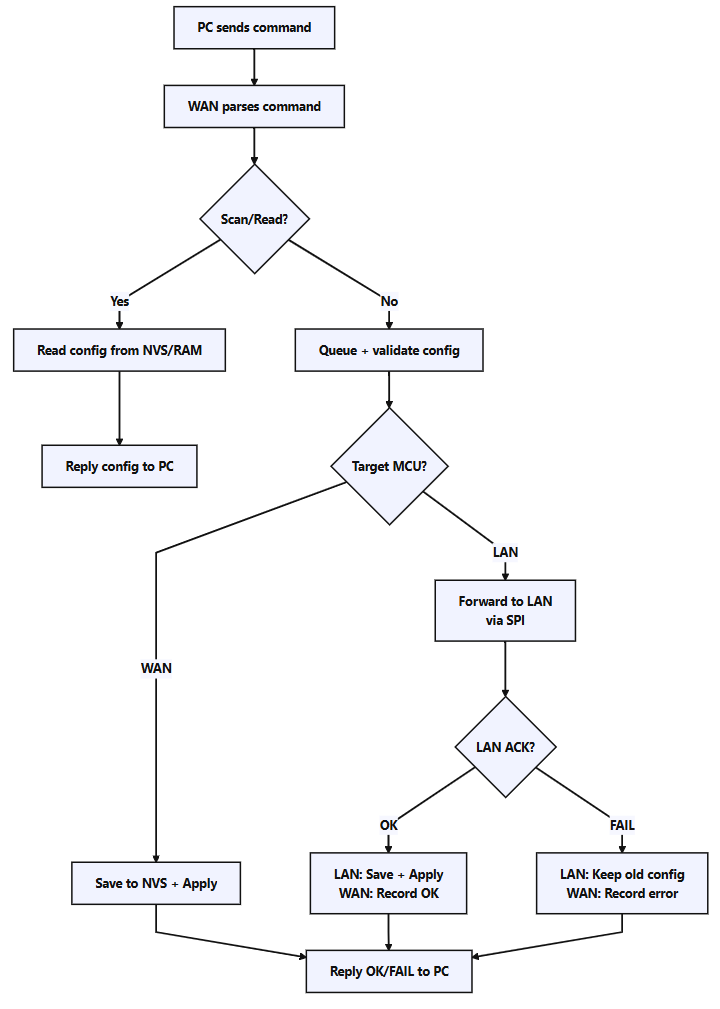 PC sends command
WAN parses command
Scan/Read?
Yes
No
Read config from NVS/RAM
Queue + validate config
Reply config to PC
Target MCU?
LAN
Forward to LAN
via SPI
WAN
LAN ACK?
OK
FAIL
Save to NVS + Apply
LAN: Save + Apply
WAN: Record OK
LAN: Keep old config
WAN: Record error
Reply OK/FAIL to PC